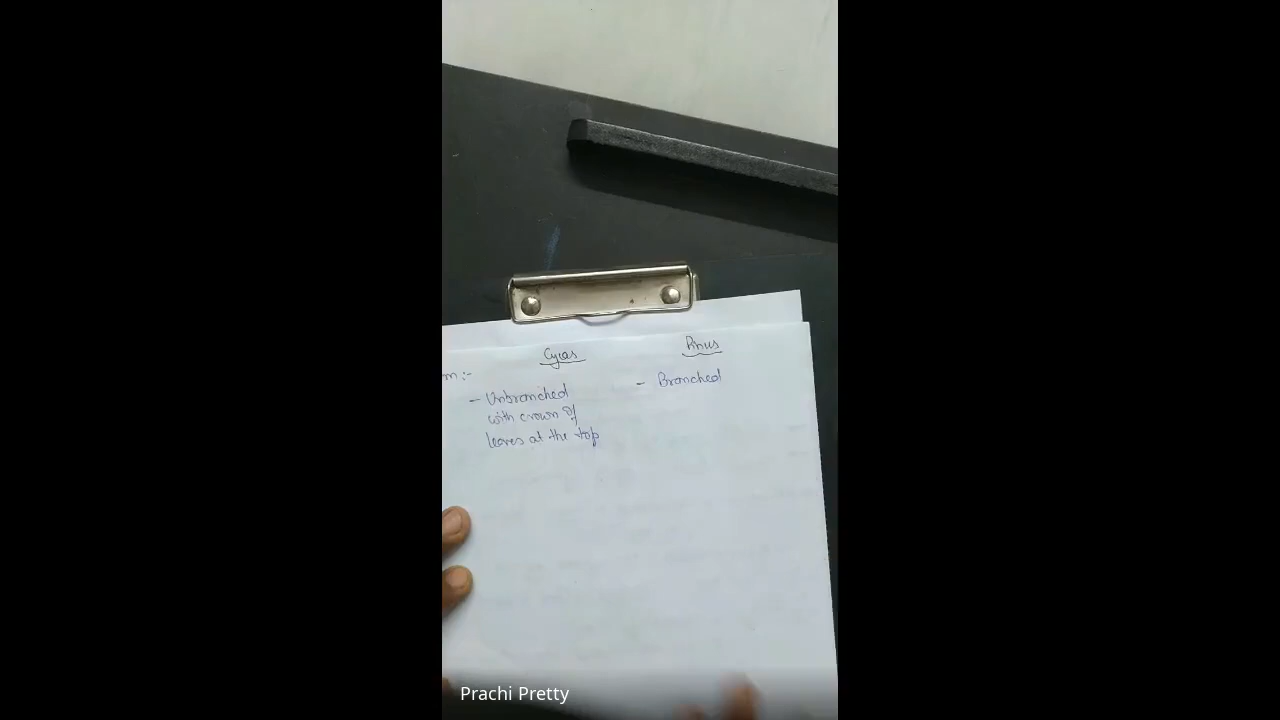 Cycas Pinus
m:-
- Unbranched - Branched
with crown of
leaves at the top
Prachi Pretty